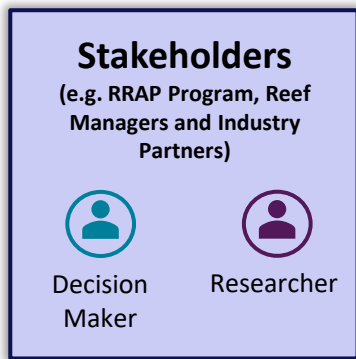 Stakeholders
(e.g. RRAP Program, Reef
Managers and Industry
Partners)
Decision
Maker
Researcher